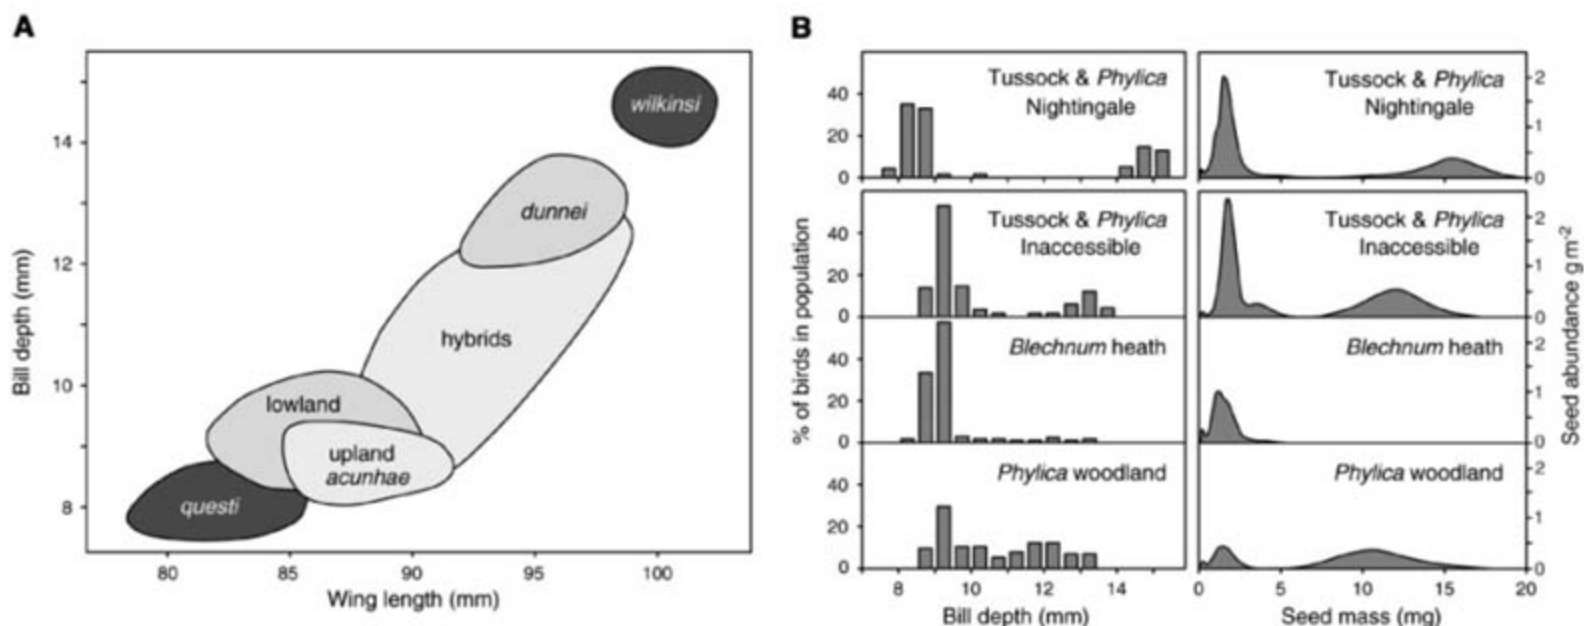 A
wilkinsi
14
dunnei
12
hybrids
10
lowland
upland
acunhae
8
questi
80 85 90 95 100
Wing length (mm)
Bill depth (mm)
B
Tussock & Phylica
Nightingale
40
20
0
Tussock & Phylica
Nightingale
2
1
0
Tussock & Phylica
Inaccessible
40
20
0
Tussock & Phylica
Inaccessible
2
1
0
Blechnum heath
40
20
0
Blechnum heath
2
1
0
Phylica woodland
40
20
0
Phylica woodland
2
1
0
8 10 12 14
Bill depth (mm)
0 5 10 15 20
Seed mass (mg)
% of birds in population
Seed abundance g m-2